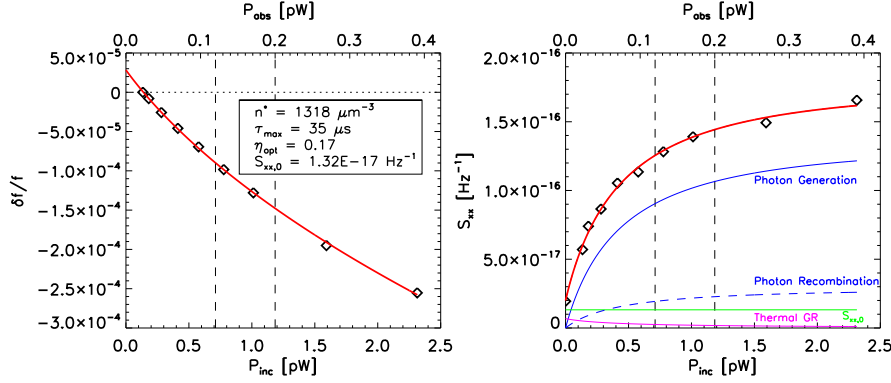 P_abs [pW]
0.0 0.1 0.2 0.3 0.4
5.0×10⁻⁵
0
−5.0×10⁻⁵
−1.0×10⁻⁴
−1.5×10⁻⁴
−2.0×10⁻⁴
−2.5×10⁻⁴
−3.0×10⁻⁴
δf/f
n* = 1318 μm⁻³
τ_max = 35 μs
η_opt = 0.17
S_xx,0 = 1.32E−17 Hz⁻¹
0.0 0.5 1.0 1.5 2.0 2.5
P_inc [pW]
P_abs [pW]
0.0 0.1 0.2 0.3 0.4
2.0×10⁻¹⁶
1.5×10⁻¹⁶
1.0×10⁻¹⁶
5.0×10⁻¹⁷
0
S_xx [Hz⁻¹]
Photon Generation
Photon Recombination
Thermal GR
S_xx,0
0.0 0.5 1.0 1.5 2.0 2.5
P_inc [pW]